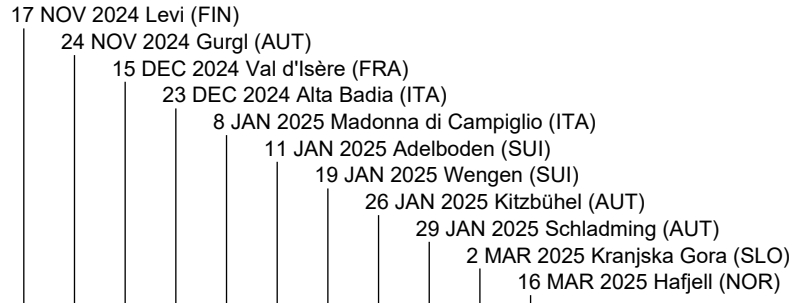 17 NOV 2024 Levi (FIN)
24 NOV 2024 Gurgl (AUT)
15 DEC 2024 Val d'Isère (FRA)
23 DEC 2024 Alta Badia (ITA)
8 JAN 2025 Madonna di Campiglio (ITA)
11 JAN 2025 Adelboden (SUI)
19 JAN 2025 Wengen (SUI)
26 JAN 2025 Kitzbühel (AUT)
29 JAN 2025 Schladming (AUT)
2 MAR 2025 Kranjska Gora (SLO)
16 MAR 2025 Hafjell (NOR)